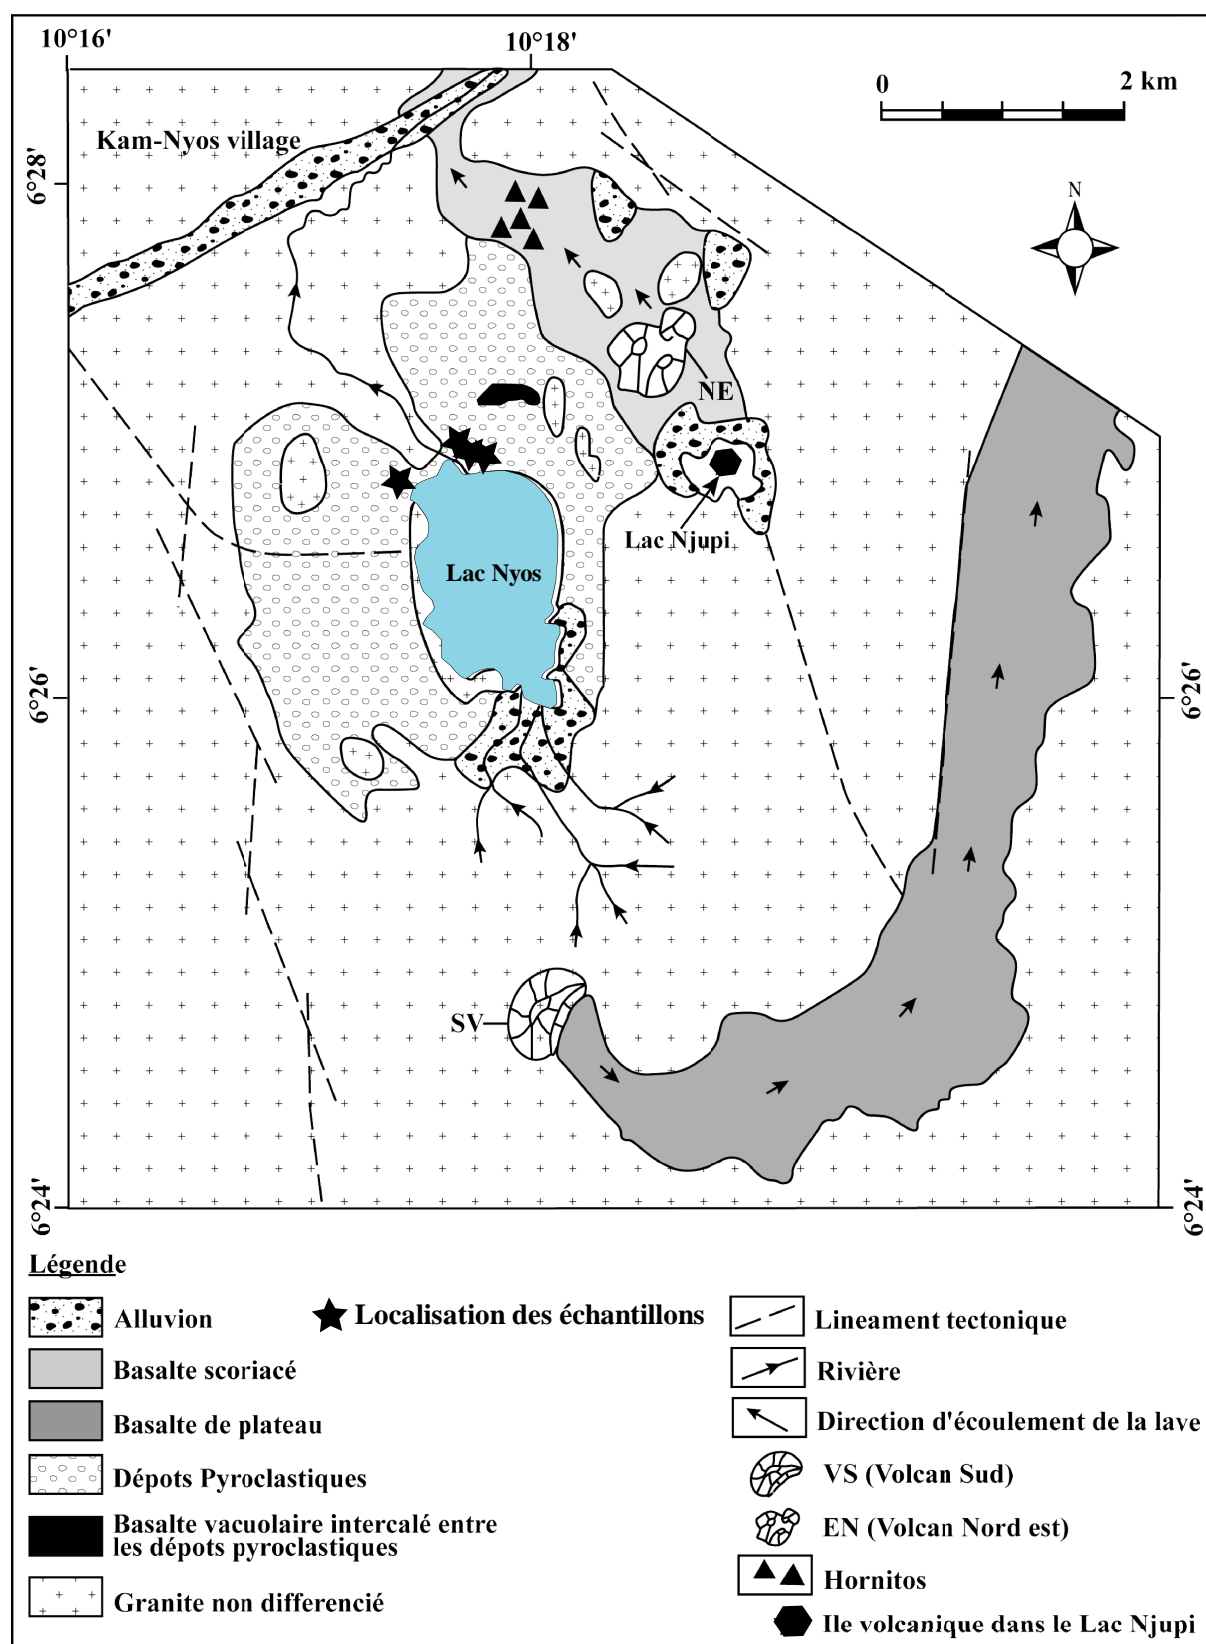 10°16'
10°18'
0
2 km
Kam-Nyos village
6°28'
N
NE
Lac Njupi
Lac Nyos
6°26'
6°26'
SV
6°24'
6°24'
Légende
Alluvion
Basalte scoriacé
Basalte de plateau
Dépots Pyroclastiques
Basalte vacuolaire intercalé entre
les dépots pyroclastiques
Granite non differencié
Localisation des échantillons
Lineament tectonique
Rivière
Direction d'écoulement de la lave
VS (Volcan Sud)
EN (Volcan Nord est)
Hornitos
Ile volcanique dans le Lac Njupi